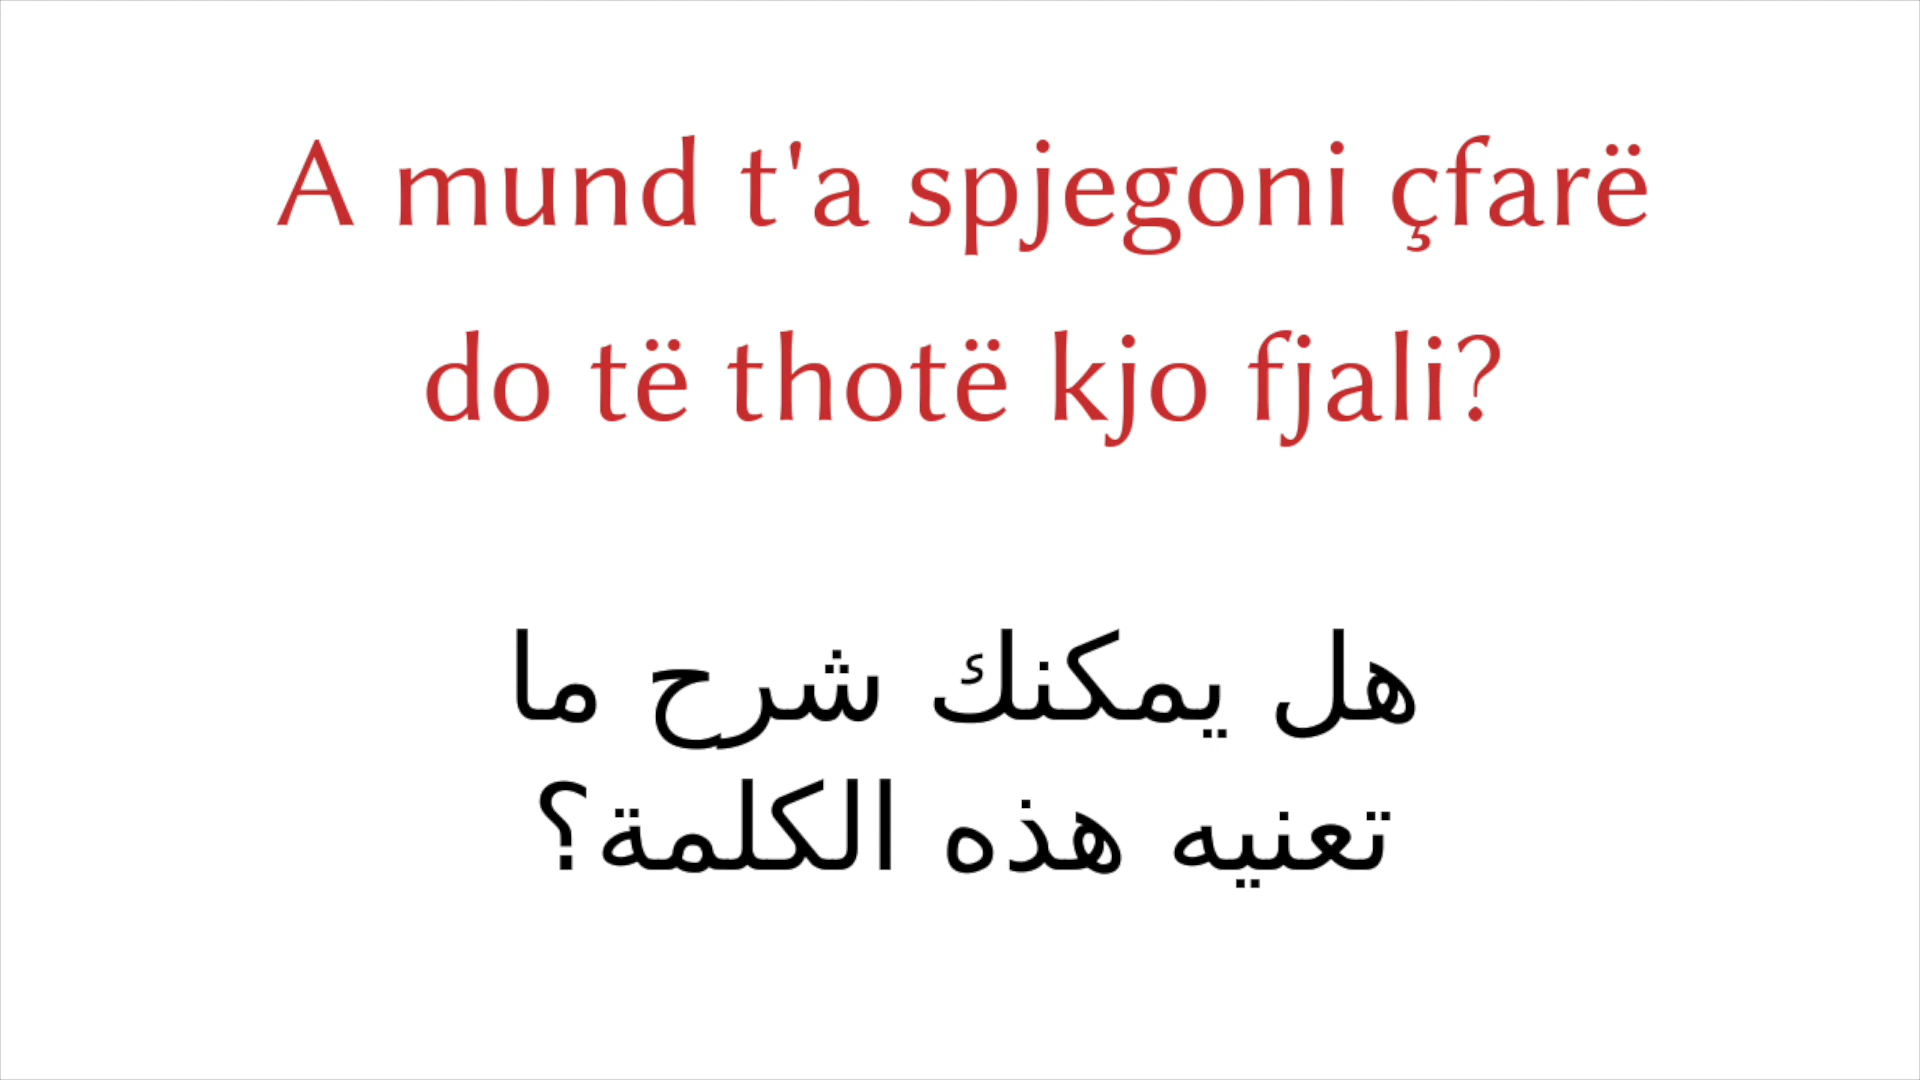 A mund t'a spjegoni çfarë
do të thotë kjo fjali?
هل يمكنك شرح ما
تعنيه هذه الكلمة؟